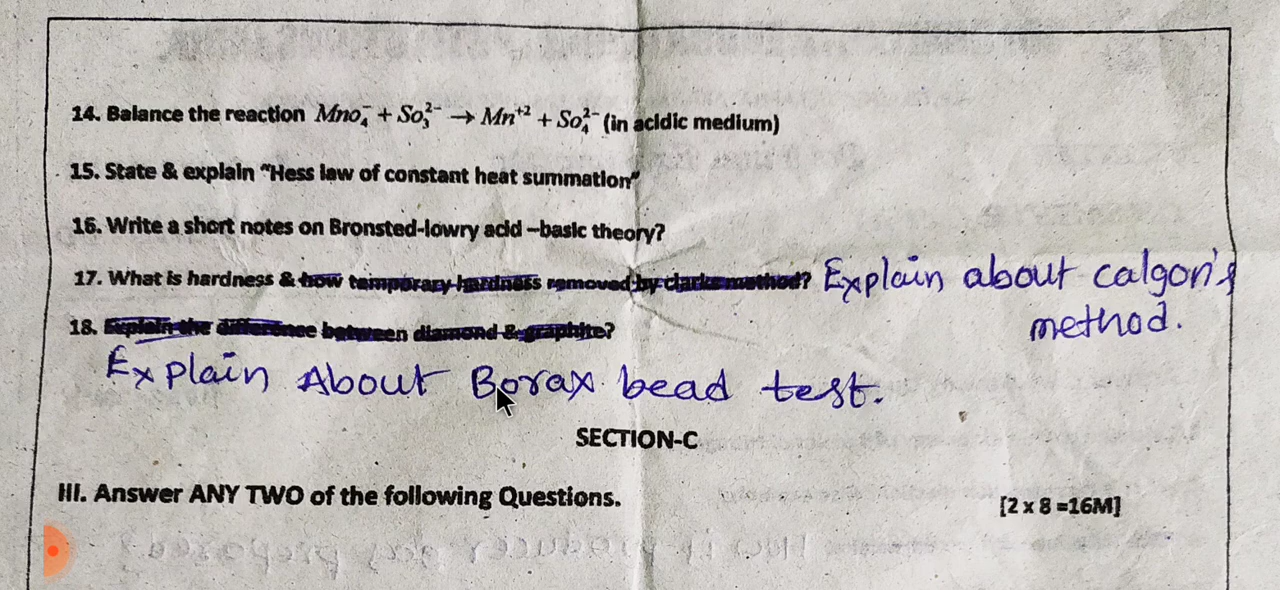 14. Balance the reaction Mno₄⁻ + So₃²⁻ → Mn⁺² + So₄²⁻ (in acidic medium)
15. State & explain "Hess law of constant heat summation"
16. Write a short notes on Bronsted-lowry acid –basic theory?
17. What is hardness & how temporary hardness removed by clarks method? Explain about calgon's
method.
18. Explain the difference between diamond & graphite?
Explain About Borax bead test.
SECTION-C
III. Answer ANY TWO of the following Questions.
[2 x 8 =16M]